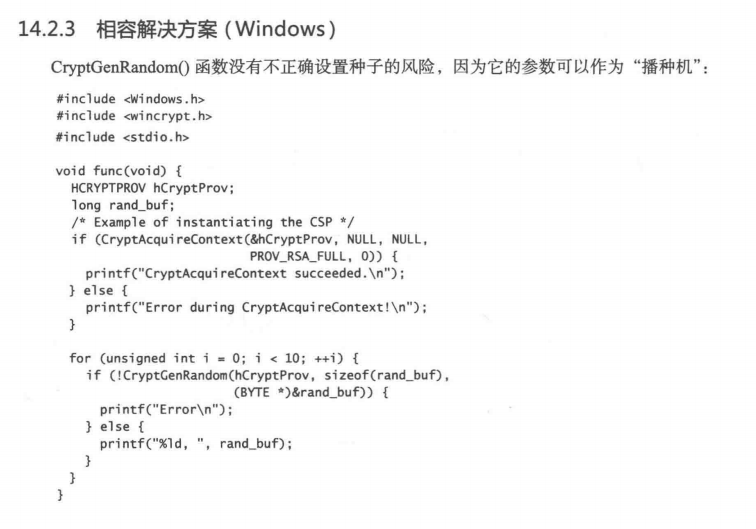 14.2.3 相容解决方案（Windows）
CryptGenRandom() 函数没有不正确设置种子的风险，因为它的参数可以作为“播种机”：
#include <Windows.h>
#include <wincrypt.h>
#include <stdio.h>
void func(void) {
  HCRYPTPROV hCryptProv;
  long rand_buf;
  /* Example of instantiating the CSP */
  if (CryptAcquireContext(&hCryptProv, NULL, NULL,
                          PROV_RSA_FULL, 0)) {
    printf("CryptAcquireContext succeeded.\n");
  } else {
    printf("Error during CryptAcquireContext!\n");
  }
  for (unsigned int i = 0; i < 10; ++i) {
    if (!CryptGenRandom(hCryptProv, sizeof(rand_buf),
                        (BYTE *)&rand_buf)) {
      printf("Error\n");
    } else {
      printf("%ld, ", rand_buf);
    }
  }
}